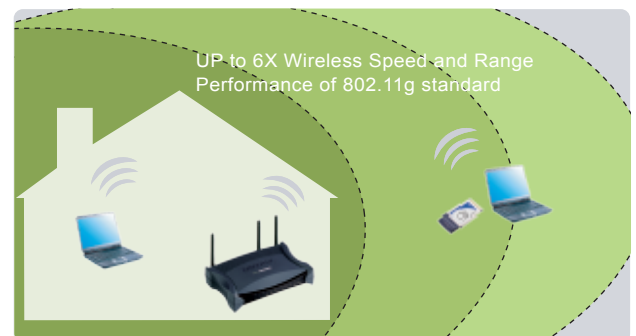 UP to 6X Wireless Speed and Range
Performance of 802.11g standard